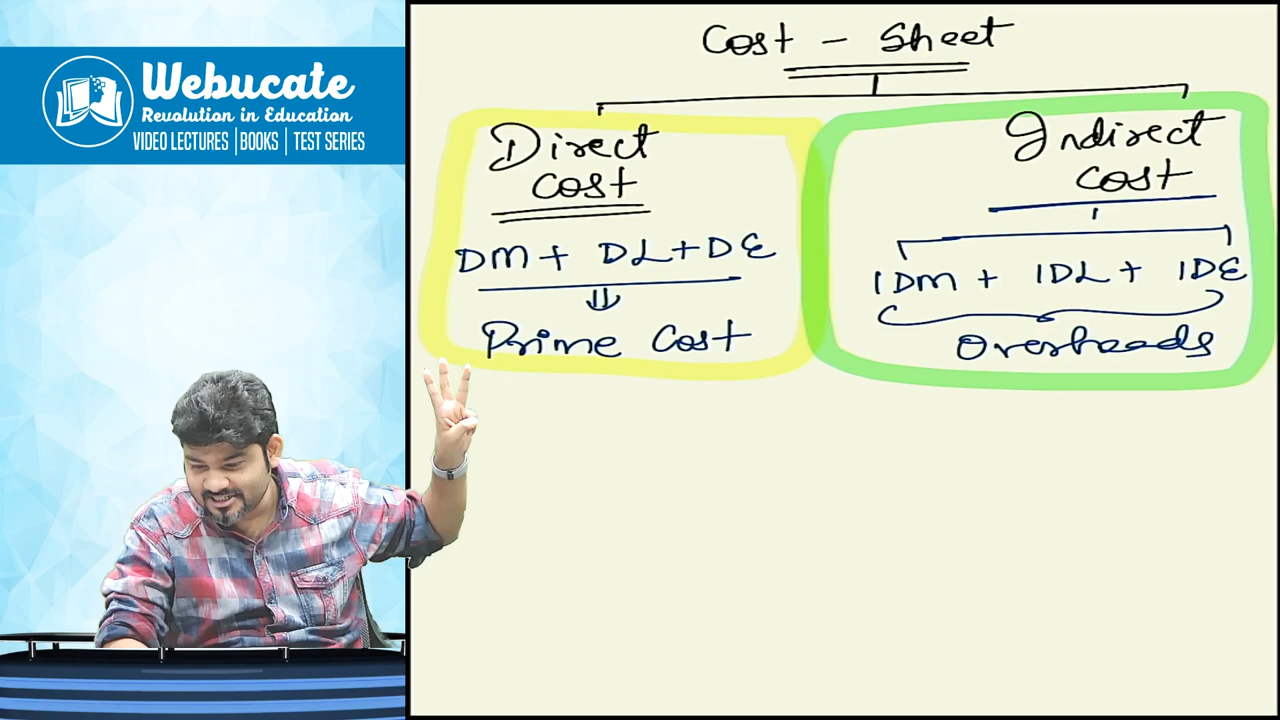 Webucate
Revolution in Education
VIDEO LECTURES | BOOKS | TEST SERIES
Cost - Sheet
Direct
Cost
DM + DL + DE
⇓
Prime Cost
Indirect
Cost
IDM + IDL + IDE
Overheads